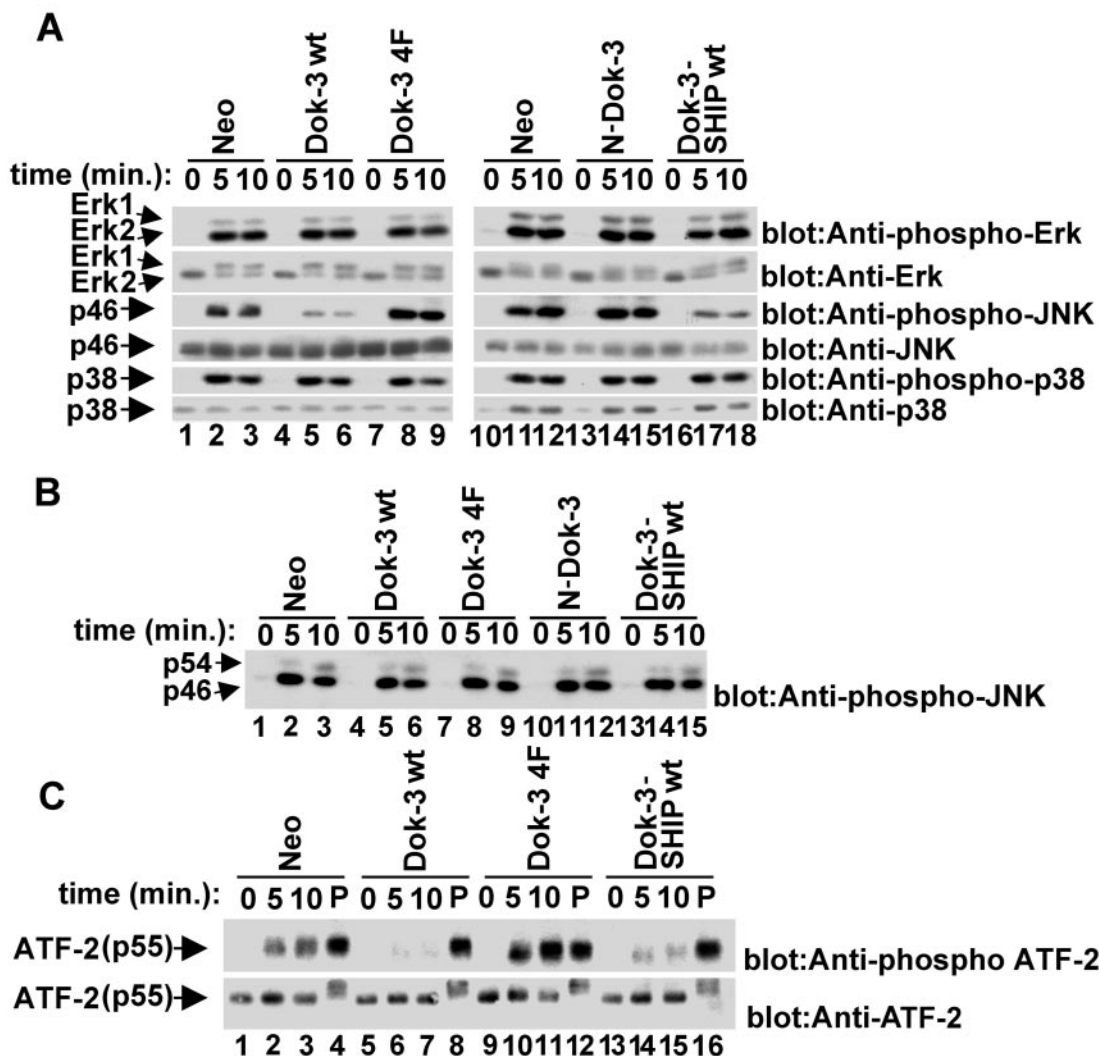 A
Neo
Dok-3 wt
Dok-3 4F
Neo
N-Dok-3
Dok-3-
SHIP wt
time (min.): 0 5 10 0 5 10 0 5 10 0 5 10 0 5 10 0 5 10
Erk1
Erk2
blot:Anti-phospho-Erk
Erk1
Erk2
blot:Anti-Erk
p46
blot:Anti-phospho-JNK
p46
blot:Anti-JNK
p38
blot:Anti-phospho-p38
p38
blot:Anti-p38
1 2 3 4 5 6 7 8 9 10 11 12 13 14 15 16 17 18
B
Neo
Dok-3 wt
Dok-3 4F
N-Dok-3
Dok-3-
SHIP wt
time (min.): 0 5 10 0 5 10 0 5 10 0 5 10 0 5 10
p54
p46
blot:Anti-phospho-JNK
1 2 3 4 5 6 7 8 9 10 11 12 13 14 15
C
Neo
Dok-3 wt
Dok-3 4F
Dok-3-
SHIP wt
time (min.): 0 5 10 P 0 5 10 P 0 5 10 P 0 5 10 P
ATF-2(p55)
blot:Anti-phospho ATF-2
ATF-2(p55)
blot:Anti-ATF-2
1 2 3 4 5 6 7 8 9 10 11 12 13 14 15 16